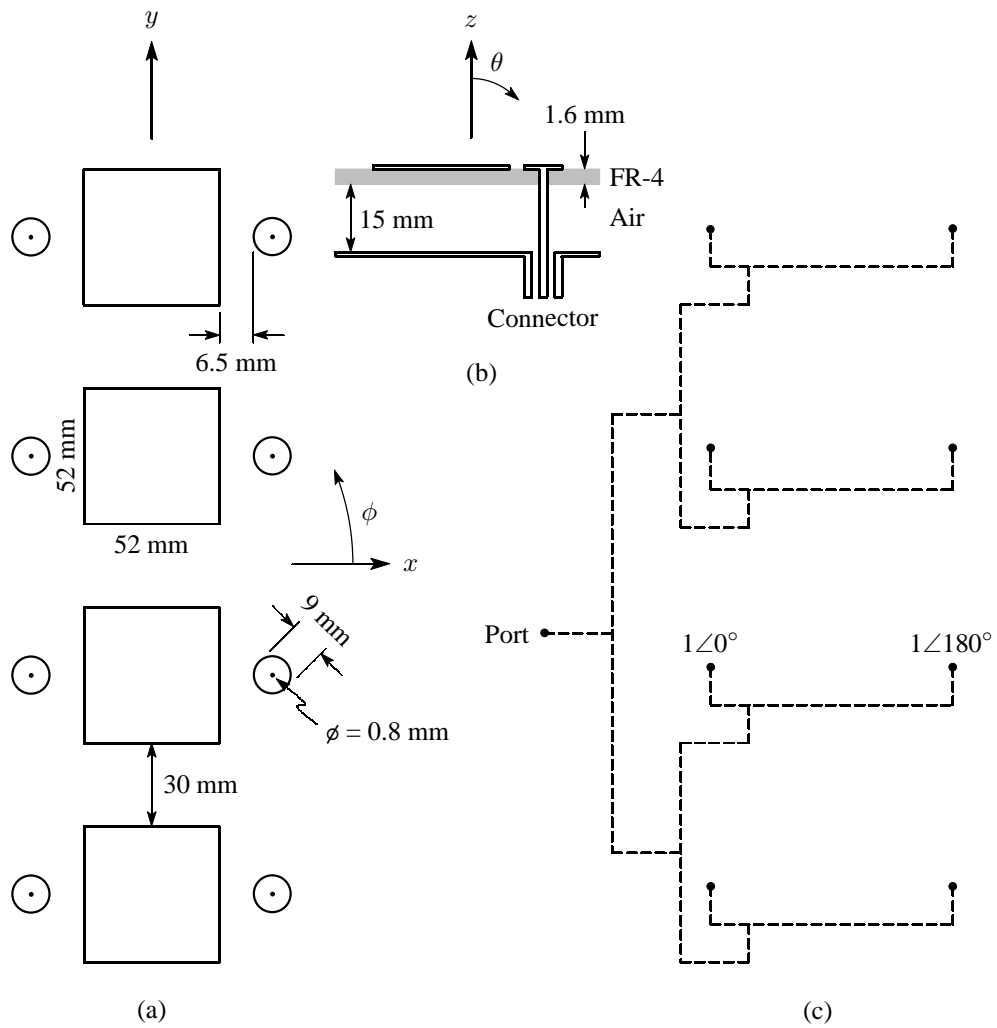 y
z
θ
1.6 mm
FR-4
15 mm
Air
Connector
6.5 mm
(b)
52 mm
52 mm
ϕ
x
9 mm
Port
1∠0°
1∠180°
ϕ = 0.8 mm
30 mm
(a)
(c)